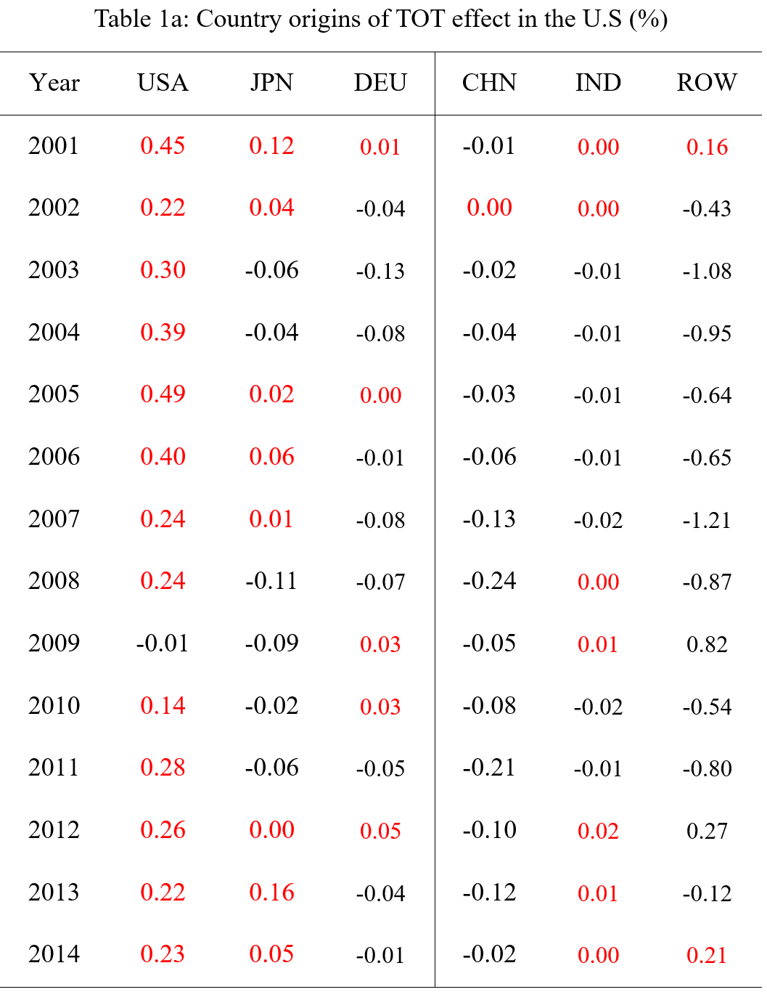 Table 1a: Country origins of TOT effect in the U.S (%)
Year USA JPN DEU CHN IND ROW
2001 0.45 0.12 0.01 -0.01 0.00 0.16
2002 0.22 0.04 -0.04 0.00 0.00 -0.43
2003 0.30 -0.06 -0.13 -0.02 -0.01 -1.08
2004 0.39 -0.04 -0.08 -0.04 -0.01 -0.95
2005 0.49 0.02 0.00 -0.03 -0.01 -0.64
2006 0.40 0.06 -0.01 -0.06 -0.01 -0.65
2007 0.24 0.01 -0.08 -0.13 -0.02 -1.21
2008 0.24 -0.11 -0.07 -0.24 0.00 -0.87
2009 -0.01 -0.09 0.03 -0.05 0.01 0.82
2010 0.14 -0.02 0.03 -0.08 -0.02 -0.54
2011 0.28 -0.06 -0.05 -0.21 -0.01 -0.80
2012 0.26 0.00 0.05 -0.10 0.02 0.27
2013 0.22 0.16 -0.04 -0.12 0.01 -0.12
2014 0.23 0.05 -0.01 -0.02 0.00 0.21